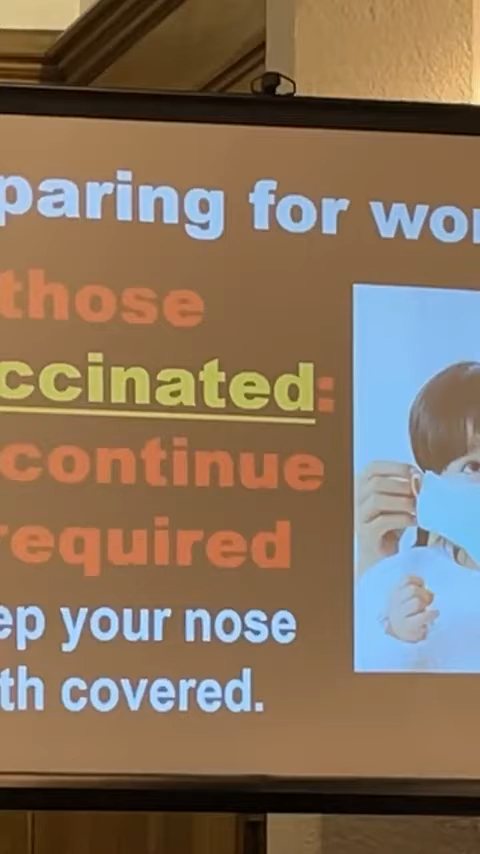 paring for wor
those
ccinated:
continue
required
ep your nose
th covered.